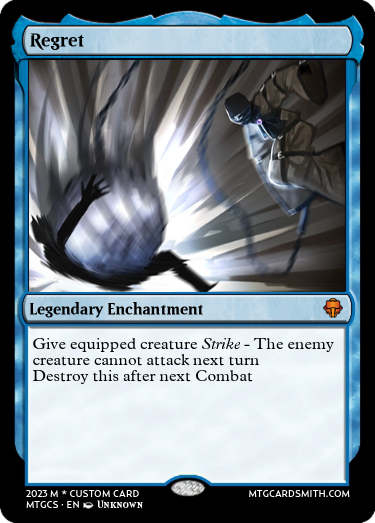 Regret
Legendary Enchantment
Give equipped creature Strike - The enemy
creature cannot attack next turn
Destroy this after next Combat
2023 M * CUSTOM CARD
MTGCS · EN Unknown
MTGCARDSMITH.COM